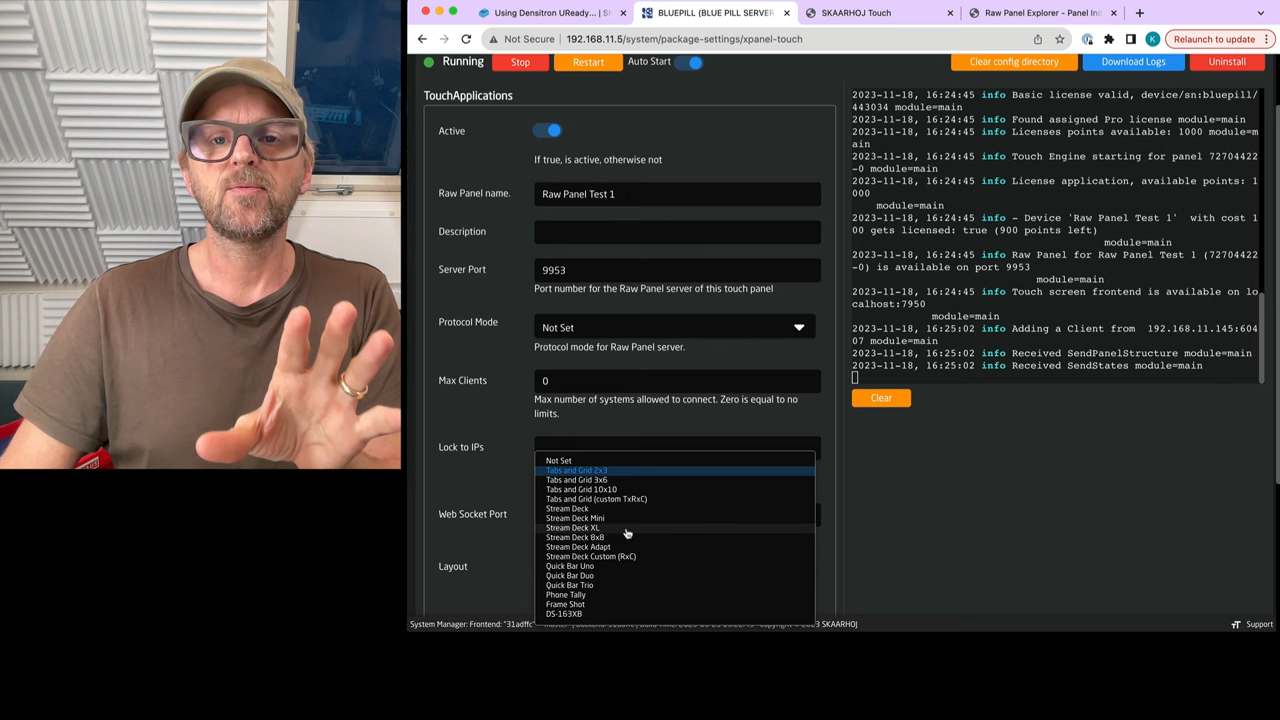 Using Densitron UReady... | SK
BLUEPILL (BLUE PILL SERVER
SKAARHOJ Touch
Raw Panel Explorer - Panel In
Not Secure
192.168.11.5/system/package-settings/xpanel-touch
K
Relaunch to update
Running
Stop
Restart
Auto Start
Clear config directory
Download Logs
Uninstall
TouchApplications
Active
If true, is active, otherwise not
Raw Panel name.
Raw Panel Test 1
Description
Server Port
9953
Port number for the Raw Panel server of this touch panel
Protocol Mode
Not Set
Protocol mode for Raw Panel server.
Max Clients
0
Max number of systems allowed to connect. Zero is equal to no
limits.
Lock to IPs
Web Socket Port
Layout
Not Set
Tabs and Grid 2x3
Tabs and Grid 3x6
Tabs and Grid 10x10
Tabs and Grid (custom TxRxC)
Stream Deck
Stream Deck Mini
Stream Deck XL
Stream Deck 8x8
Stream Deck Adapt
Stream Deck Custom (RxC)
Quick Bar Uno
Quick Bar Duo
Quick Bar Trio
Phone Tally
Frame Shot
DS-163XB
2023-11-18, 16:24:45 info Basic license valid, device/sn:bluepill/
443034 module=main
2023-11-18, 16:24:45 info Found assigned Pro license module=main
2023-11-18, 16:24:45 info Licenses points available: 1000 module=m
ain
2023-11-18, 16:24:45 info Touch Engine starting for panel 72704422
-0 module=main
2023-11-18, 16:24:45 info License application, available points: 1
000
module=main
2023-11-18, 16:24:45 info - Device 'Raw Panel Test 1' with cost 1
00 gets licensed: true (900 points left)
module=main
2023-11-18, 16:24:45 info Raw Panel for Raw Panel Test 1 (72704422
-0) is available on port 9953
module=main
2023-11-18, 16:24:45 info Touch screen frontend is available on lo
calhost:7950
module=main
2023-11-18, 16:25:02 info Adding a Client from 192.168.11.145:604
07 module=main
2023-11-18, 16:25:02 info Received SendPanelStructure module=main
2023-11-18, 16:25:02 info Received SendStates module=main
Clear
System Manager: Frontend: "31adffc"
2023 SKAARHOJ
Support